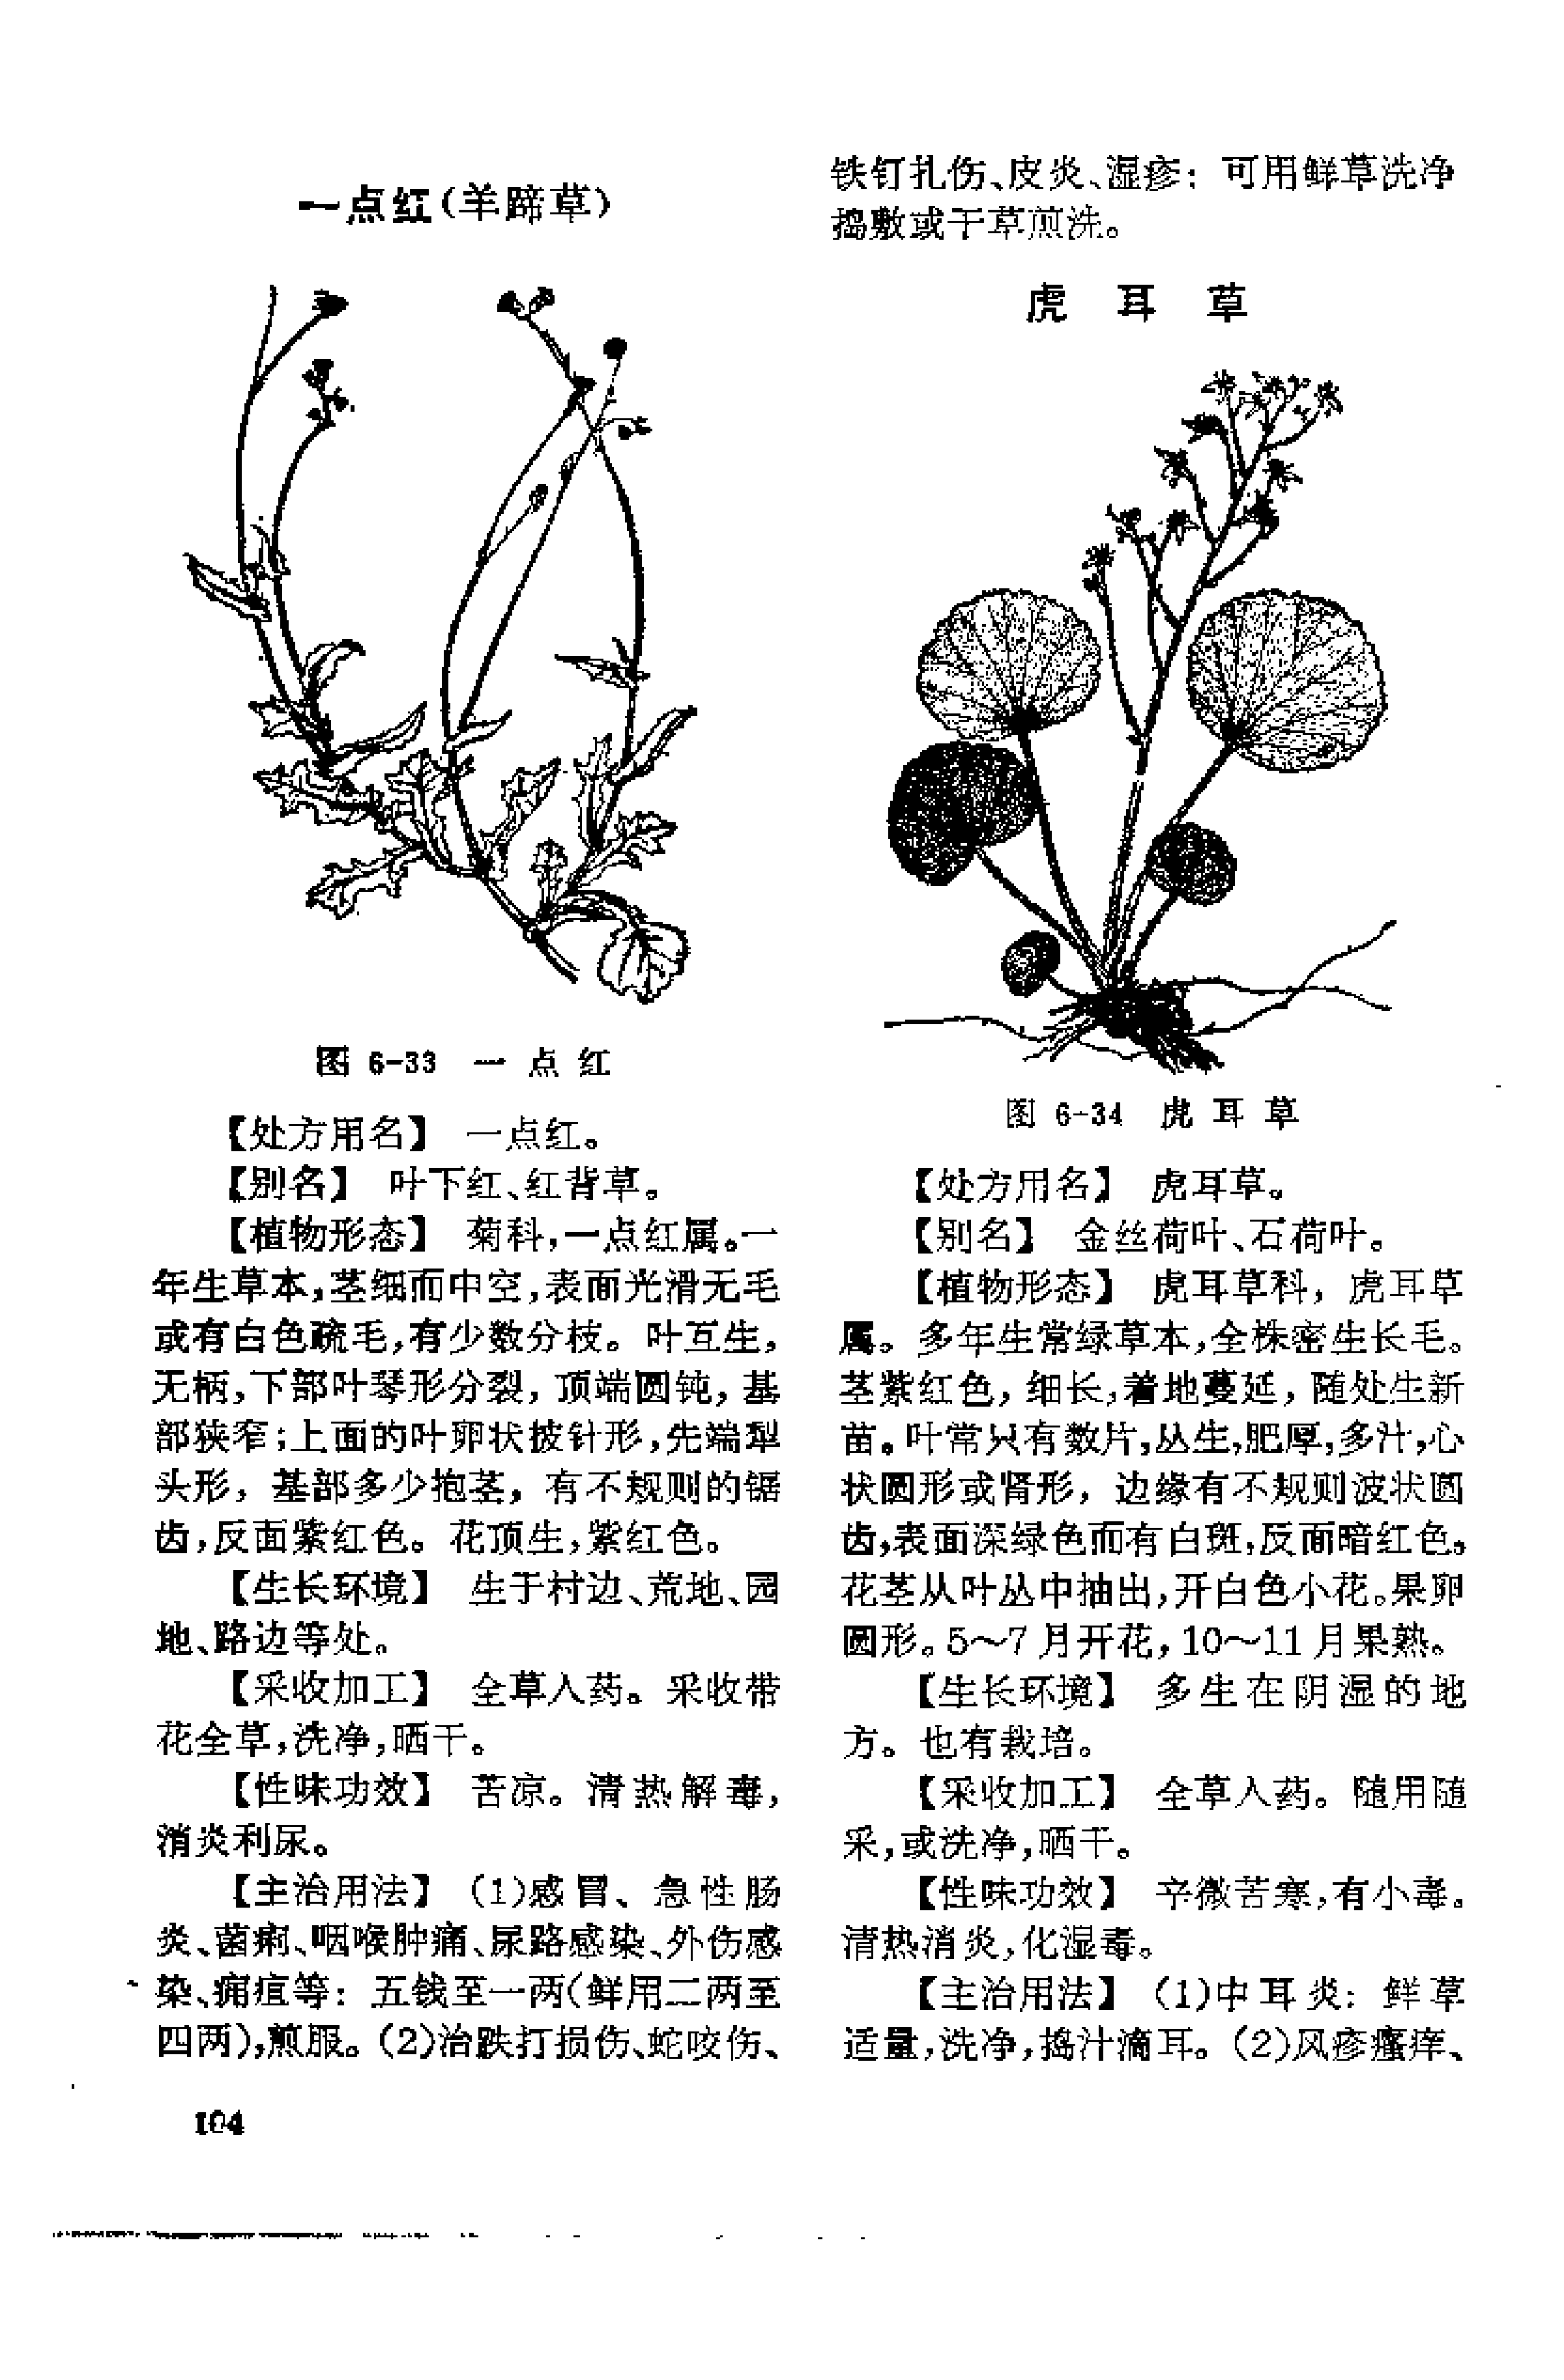 一点红(羊蹄草)
图 6-33 一 点 红
【处方用名】 一点红。
【别名】 叶下红、红背草。
【植物形态】 菊科,一点红属。一
年生草本,茎细而中空,表面光滑无毛
或有白色疏毛,有少数分枝。叶互生,
无柄,下部叶琴形分裂,顶端圆钝,基
部狭窄;上面的叶卵状披针形,先端犁
头形,基部多少抱茎,有不规则的锯
齿,反面紫红色。花顶生,紫红色。
【生长环境】 生于村边、荒地、园
地、路边等处。
【采收加工】 全草入药。采收带
花全草,洗净,晒干。
【性味功效】 苦凉。清热解毒,
消炎利尿。
【主治用法】 (1)感冒、急性肠
炎、菌痢、咽喉肿痛、尿路感染、外伤感
染、痈疽等: 五钱至一两(鲜用二两至
四两),煎服。(2)治跌打损伤、蛇咬伤、
铁钉扎伤、皮炎、湿疹: 可用鲜草洗净
捣敷或干草煎洗。
虎 耳 草
图 6-34 虎 耳 草
【处方用名】 虎耳草。
【别名】 金丝荷叶、石荷叶。
【植物形态】 虎耳草科,虎耳草
属。多年生常绿草本,全株密生长毛。
茎紫红色,细长,着地蔓延,随处生新
苗。叶常只有数片,丛生,肥厚,多汁,心
状圆形或肾形,边缘有不规则波状圆
齿,表面深绿色而有白斑,反面暗红色。
花茎从叶丛中抽出,开白色小花。果卵
圆形。5～7月开花,10～11月果熟。
【生长环境】 多生在阴湿的地
方。也有栽培。
【采收加工】 全草入药。随用随
采,或洗净,晒干。
【性味功效】 辛微苦寒,有小毒。
清热消炎,化湿毒。
【主治用法】 (1)中耳炎: 鲜草
适量,洗净,捣汁滴耳。(2)风疹瘙痒、
104